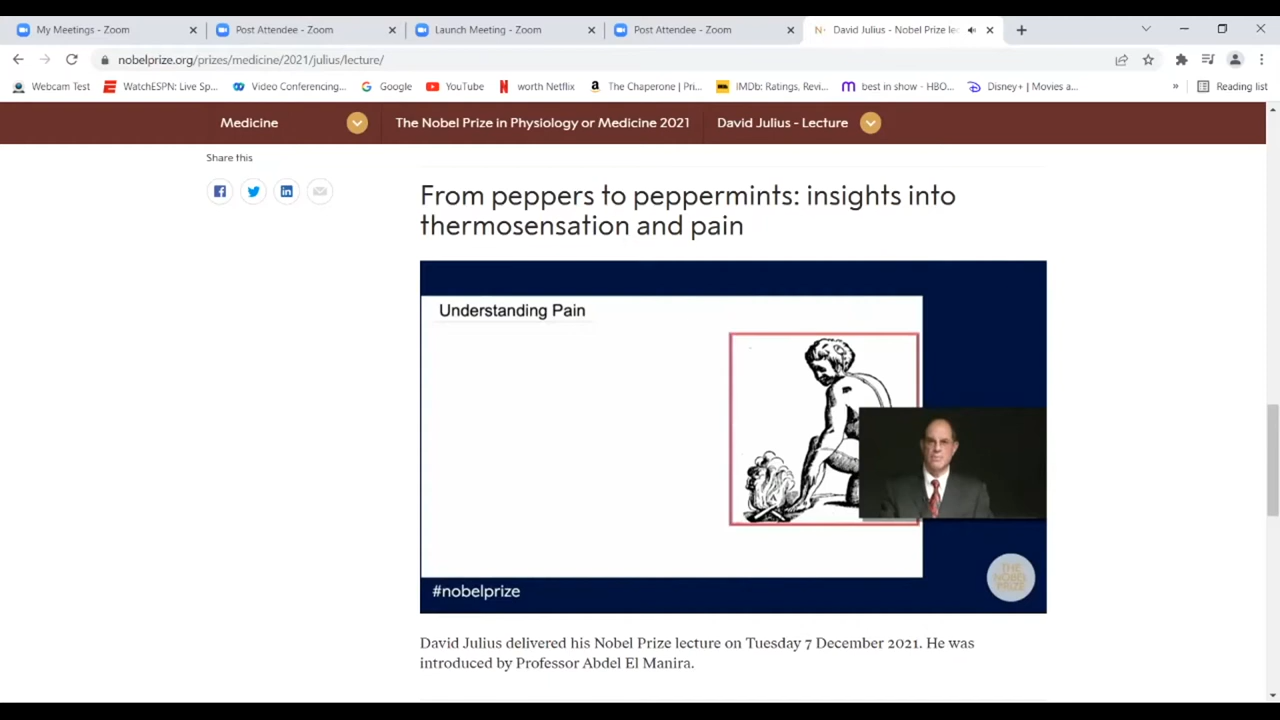 My Meetings - Zoom
Post Attendee - Zoom
Launch Meeting - Zoom
Post Attendee - Zoom
David Julius - Nobel Prize le
nobelprize.org/prizes/medicine/2021/julius/lecture/
Webcam Test
WatchESPN: Live Sp...
Video Conferencing...
Google
YouTube
worth Netflix
The Chaperone | Pri...
IMDb: Ratings, Revi...
best in show - HBO...
Disney+ | Movies a...
Reading list
Medicine
The Nobel Prize in Physiology or Medicine 2021
David Julius - Lecture
Share this
From peppers to peppermints: insights into
thermosensation and pain
Understanding Pain
#nobelprize
THE
NOBEL
PRIZE
David Julius delivered his Nobel Prize lecture on Tuesday 7 December 2021. He was
introduced by Professor Abdel El Manira.